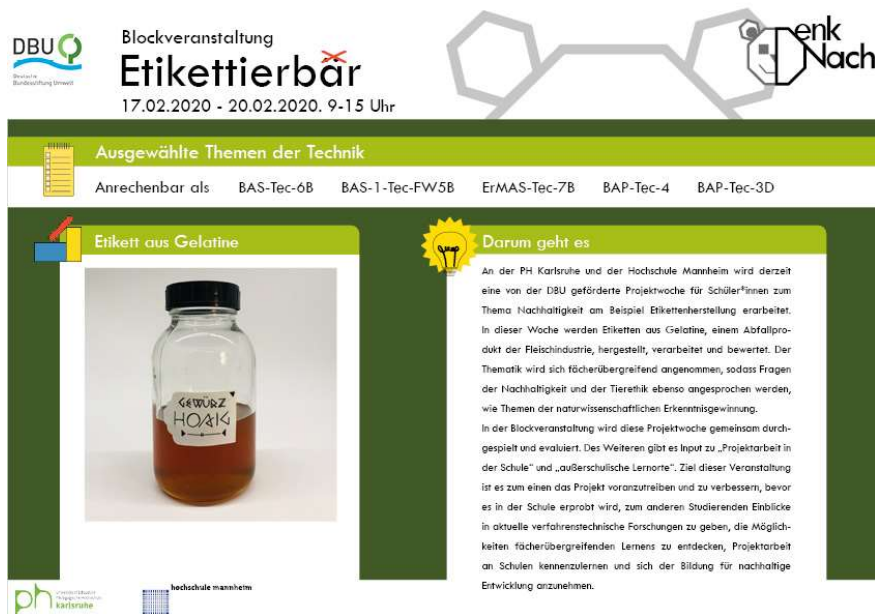 DBU
Deutsche
Bundesstiftung Umwelt
Blockveranstaltung
Etikettierbär
17.02.2020 - 20.02.2020. 9-15 Uhr
Denk
Nach
Ausgewählte Themen der Technik
Anrechenbar als BAS-Tec-6B BAS-1-Tec-FW5B ErMAS-Tec-7B BAP-Tec-4 BAP-Tec-3D
Etikett aus Gelatine
GEWÜRZ
HONIG
Darum geht es
An der PH Karlsruhe und der Hochschule Mannheim wird derzeit
eine von der DBU geförderte Projektwoche für Schüler*innen zum
Thema Nachhaltigkeit am Beispiel Etikettenherstellung erarbeitet.
In dieser Woche werden Etiketten aus Gelatine, einem Abfallpro-
dukt der Fleischindustrie, hergestellt, verarbeitet und bewertet. Der
Thematik wird sich fächerübergreifend angenommen, sodass Fragen
der Nachhaltigkeit und der Tierethik ebenso angesprochen werden,
wie Themen der naturwissenschaftlichen Erkenntnisgewinnung.
In der Blockveranstaltung wird diese Projektwoche gemeinsam durch-
gespielt und evaluiert. Des Weiteren gibt es Input zu „Projektarbeit in
der Schule" und „außerschulische Lernorte". Ziel dieser Veranstaltung
ist es zum einen das Projekt voranzutreiben und zu verbessern, bevor
es in der Schule erprobt wird, zum anderen Studierenden Einblicke
in aktuelle verfahrenstechnische Forschungen zu geben, die Möglich-
keiten fächerübergreifenden Lernens zu entdecken, Projektarbeit
an Schulen kennenzulernen und sich der Bildung für nachhaltige
Entwicklung anzunehmen.
ph
karlsruhe
hochschule mannheim